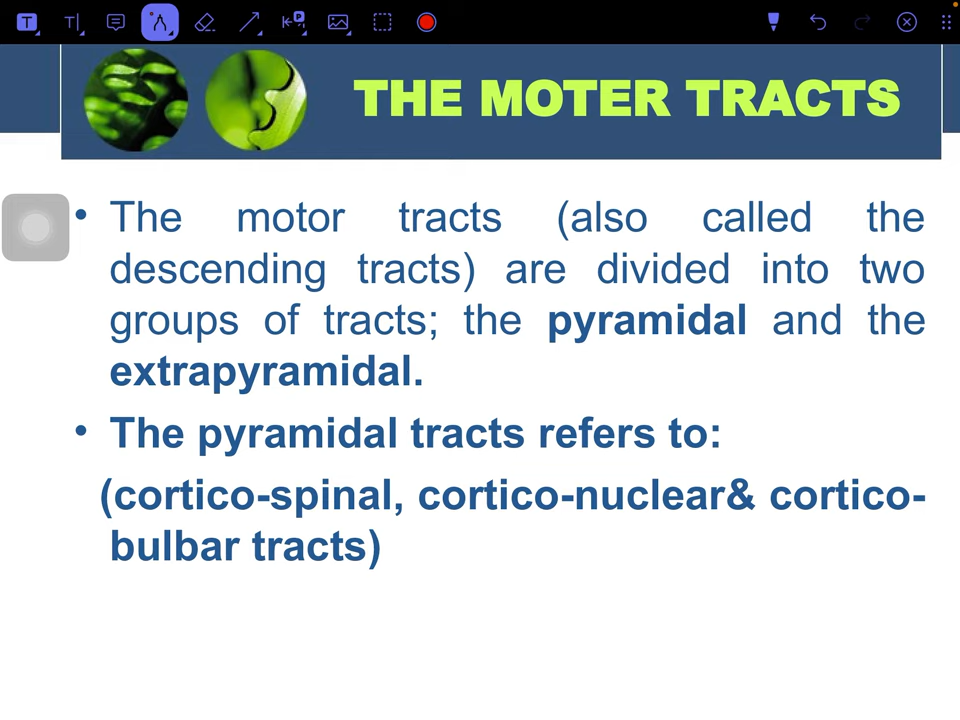 THE MOTER TRACTS
• The motor tracts (also called the
descending tracts) are divided into two
groups of tracts; the pyramidal and the
extrapyramidal.
• The pyramidal tracts refers to:
(cortico-spinal, cortico-nuclear& cortico-
bulbar tracts)